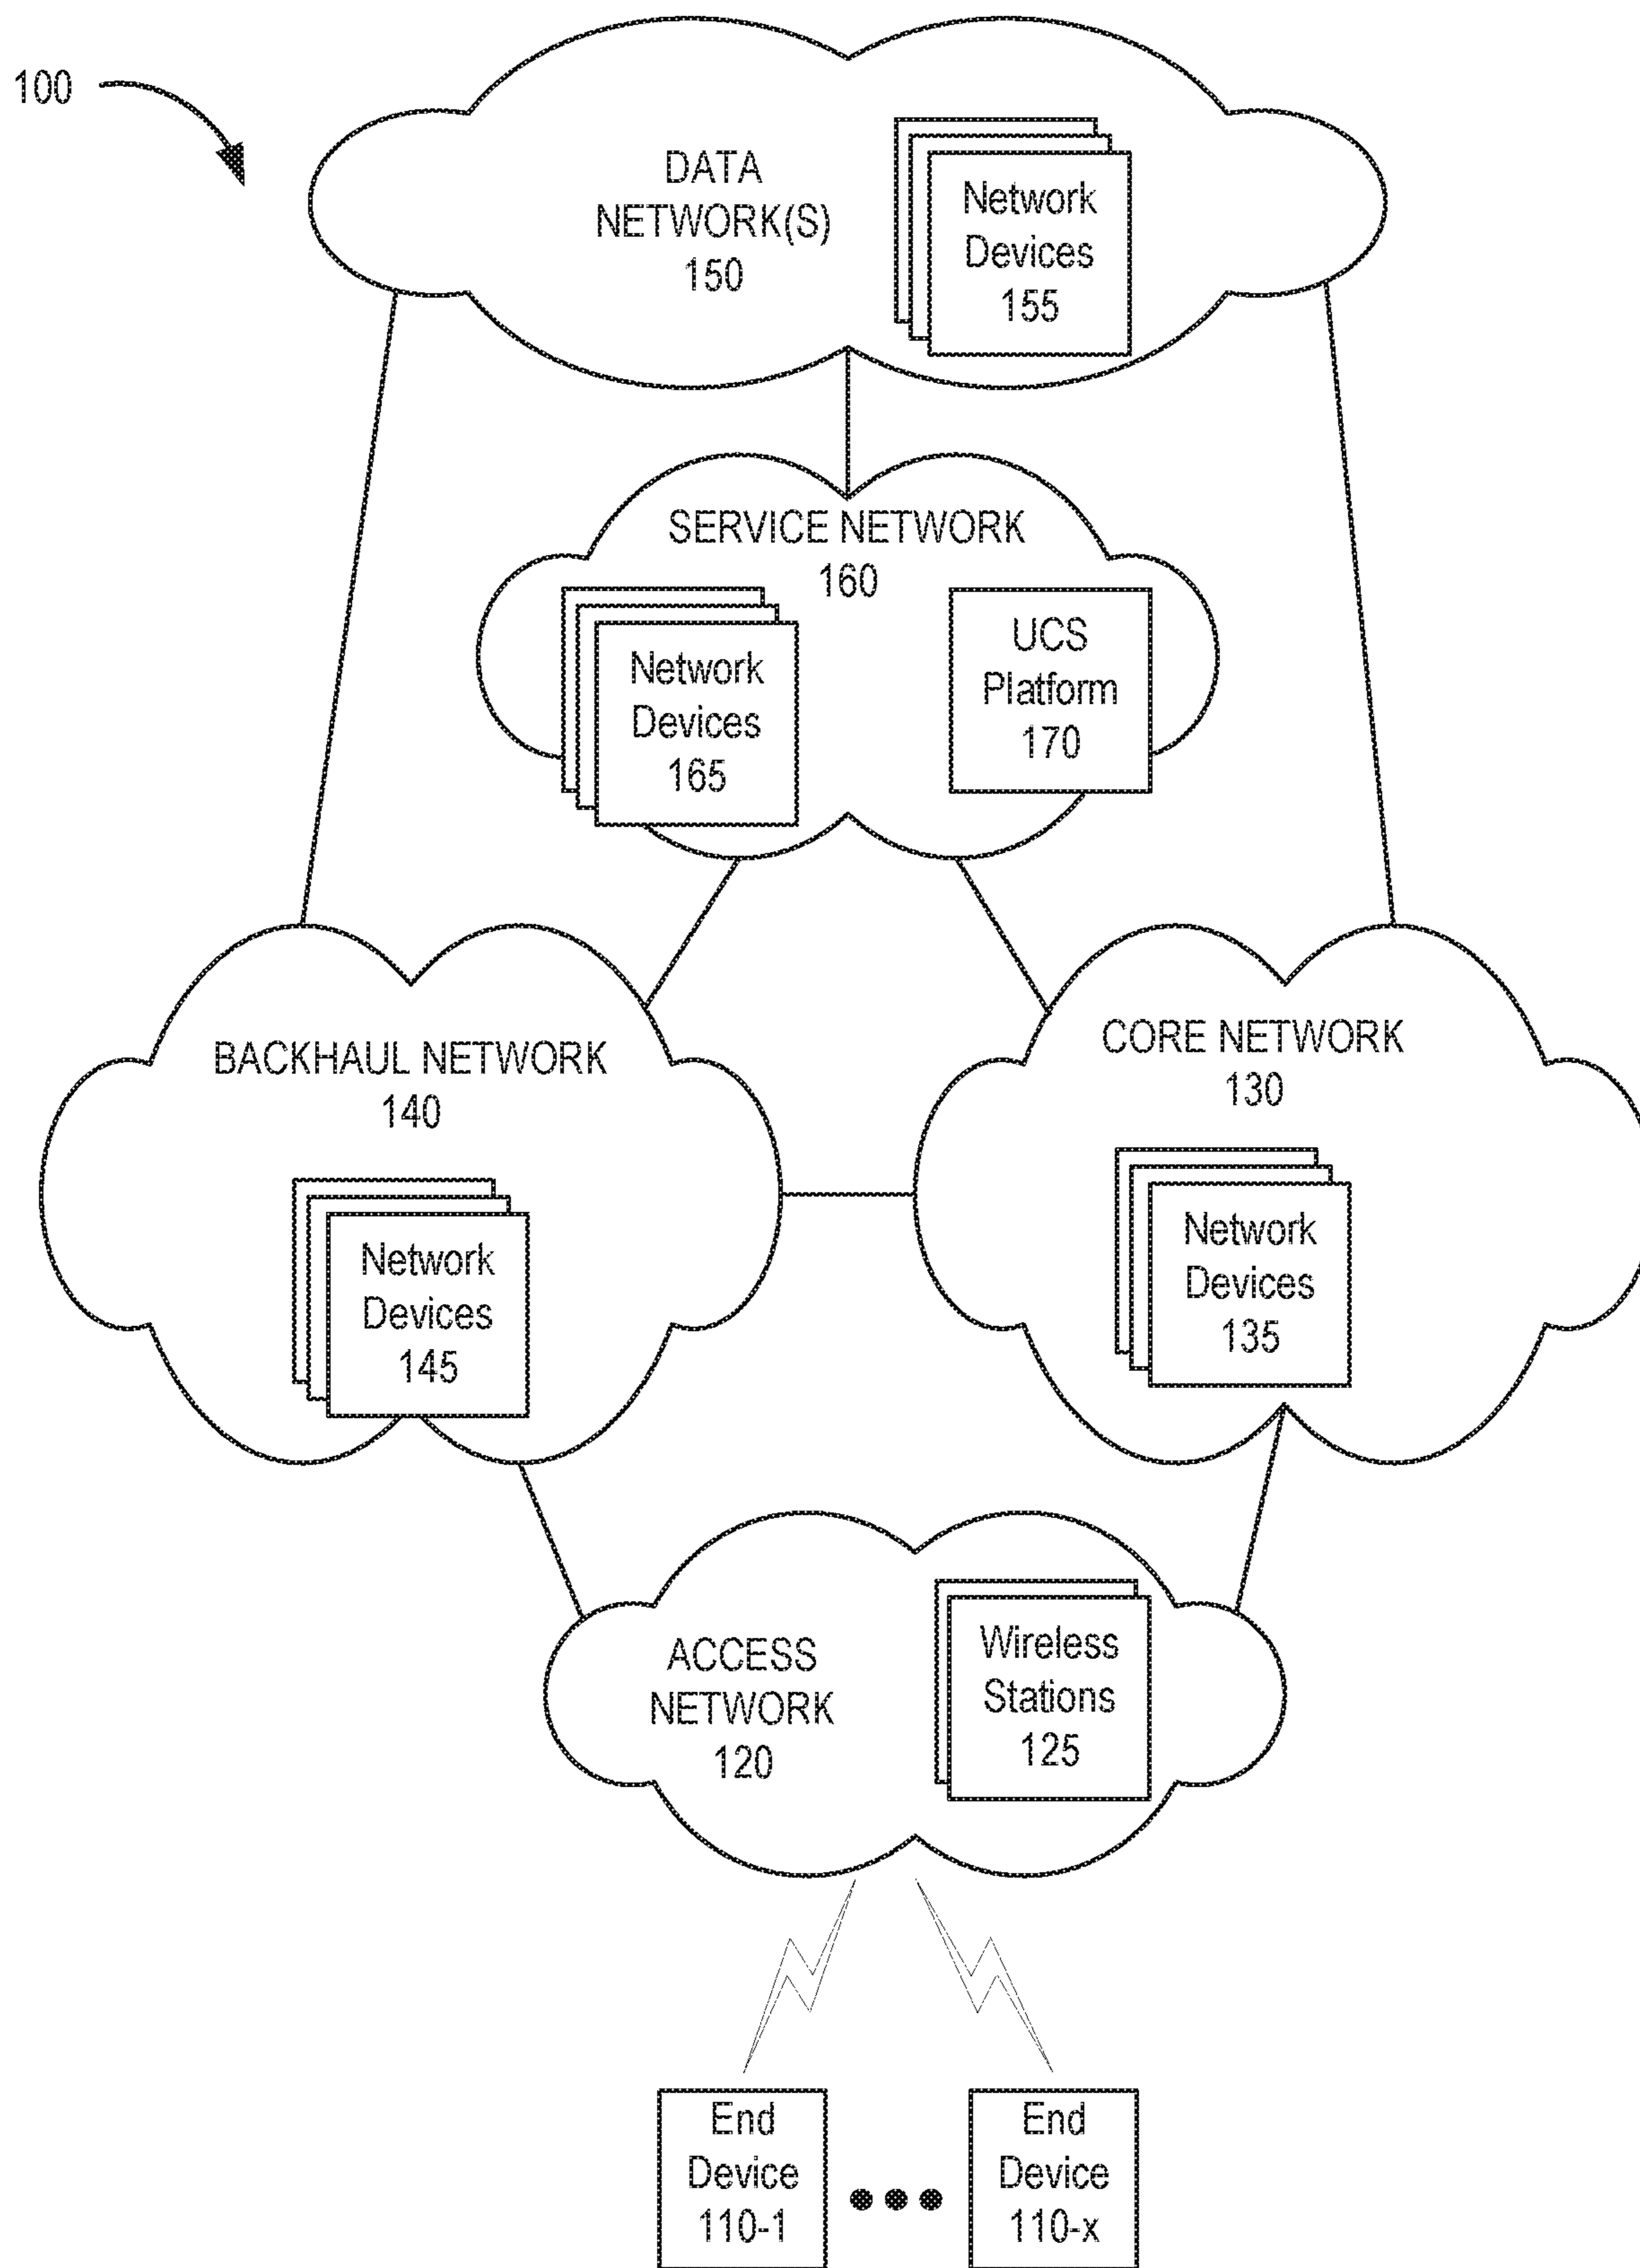 100
DATA
NETWORK(S)
150
Network
Devices
155
SERVICE NETWORK
160
Network
Devices
165
UCS
Platform
170
BACKHAUL NETWORK
140
Network
Devices
145
CORE NETWORK
130
Network
Devices
135
ACCESS
NETWORK
120
Wireless
Stations
125
End
Device
110-1
End
Device
110-x